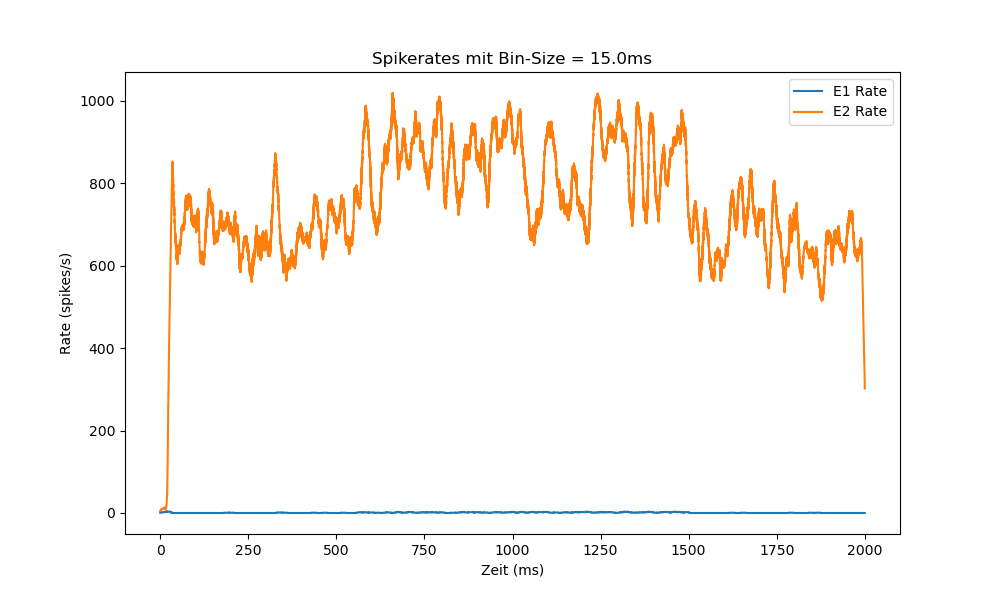 Spikerates mit Bin-Size = 15.0ms
E1 Rate
E2 Rate
Rate (spikes/s)
1000
800
600
400
200
0
0 250 500 750 1000 1250 1500 1750 2000
Zeit (ms)